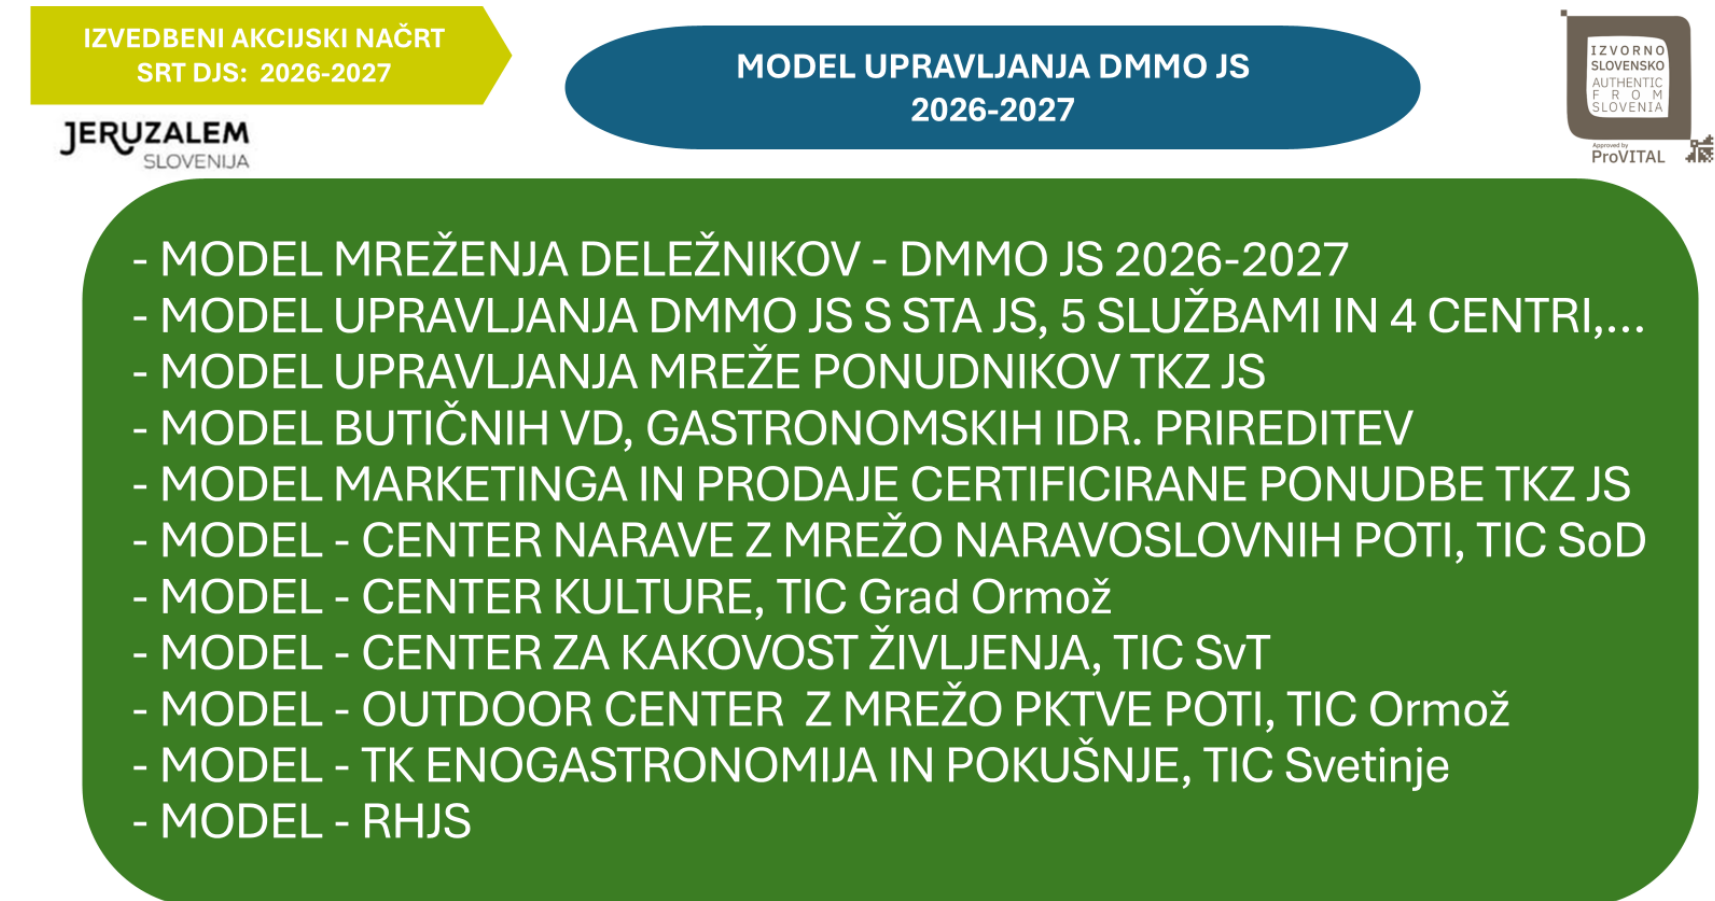 IZVEDBENI AKCIJSKI NAČRT
SRT DJS: 2026-2027
MODEL UPRAVLJANJA DMMO JS
2026-2027
IZVORNO
SLOVENSKO
AUTHENTIC
FROM
SLOVENIA
Approved by
ProVITAL
JERUZALEM
SLOVENIJA
- MODEL MREŽENJA DELEŽNIKOV - DMMO JS 2026-2027
- MODEL UPRAVLJANJA DMMO JS S STA JS, 5 SLUŽBAMI IN 4 CENTRI,...
- MODEL UPRAVLJANJA MREŽE PONUDNIKOV TKZ JS
- MODEL BUTIČNIH VD, GASTRONOMSKIH IDR. PRIREDITEV
- MODEL MARKETINGA IN PRODAJE CERTIFICIRANE PONUDBE TKZ JS
- MODEL - CENTER NARAVE Z MREŽO NARAVOSLOVNIH POTI, TIC SoD
- MODEL - CENTER KULTURE, TIC Grad Ormož
- MODEL - CENTER ZA KAKOVOST ŽIVLJENJA, TIC SvT
- MODEL - OUTDOOR CENTER Z MREŽO PKTVE POTI, TIC Ormož
- MODEL - TK ENOGASTRONOMIJA IN POKUŠNJE, TIC Svetinje
- MODEL - RHJS